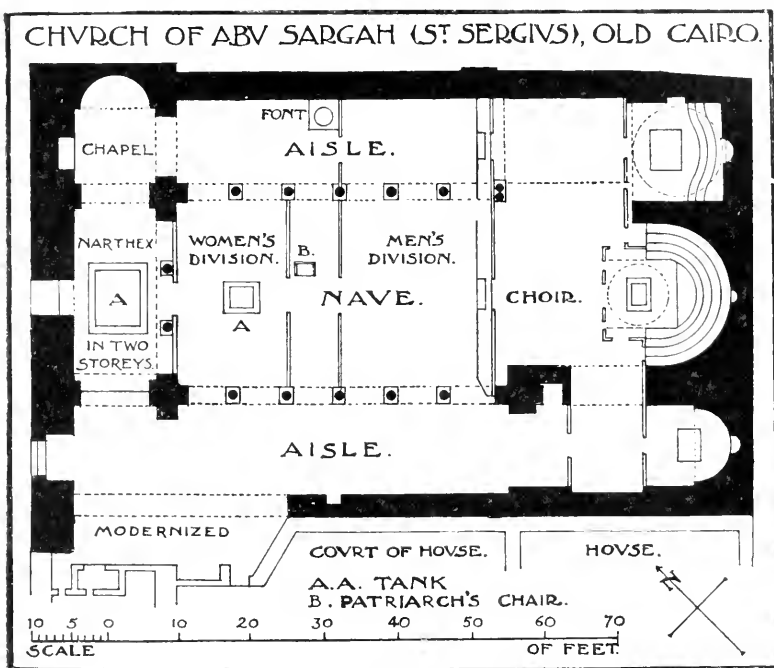 CHVRCH OF ABV SARGAH (ST SERGIVS), OLD CAIRO.
FONT
CHAPEL
AISLE.
NARTHEX
WOMEN'S
DIVISION.
B.
MEN'S
DIVISION.
A
A
NAVE.
CHOIR.
IN TWO
STOREYS.
AISLE.
MODERNIZED
COVRT OF HOVSE.
HOVSE.
A.A. TANK
B. PATRIARCH'S CHAIR.
N
10 5 0 10 20 30 40 50 60 70
SCALE OF FEET.